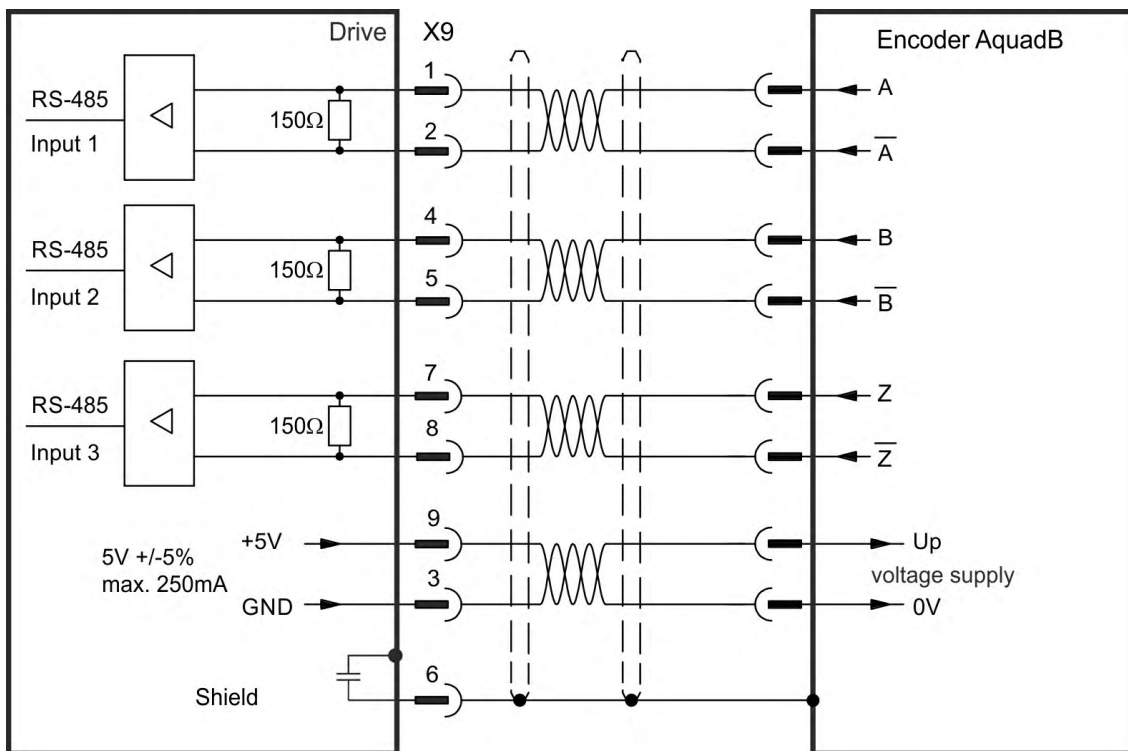 Drive
X9
Encoder AquadB
RS-485
Input 1
150Ω
1
2
A
A̅
RS-485
Input 2
150Ω
4
5
B
B̅
RS-485
Input 3
150Ω
7
8
Z
Z̅
5V +/-5%
max. 250mA
+5V
GND
9
3
Up
voltage supply
0V
Shield
6